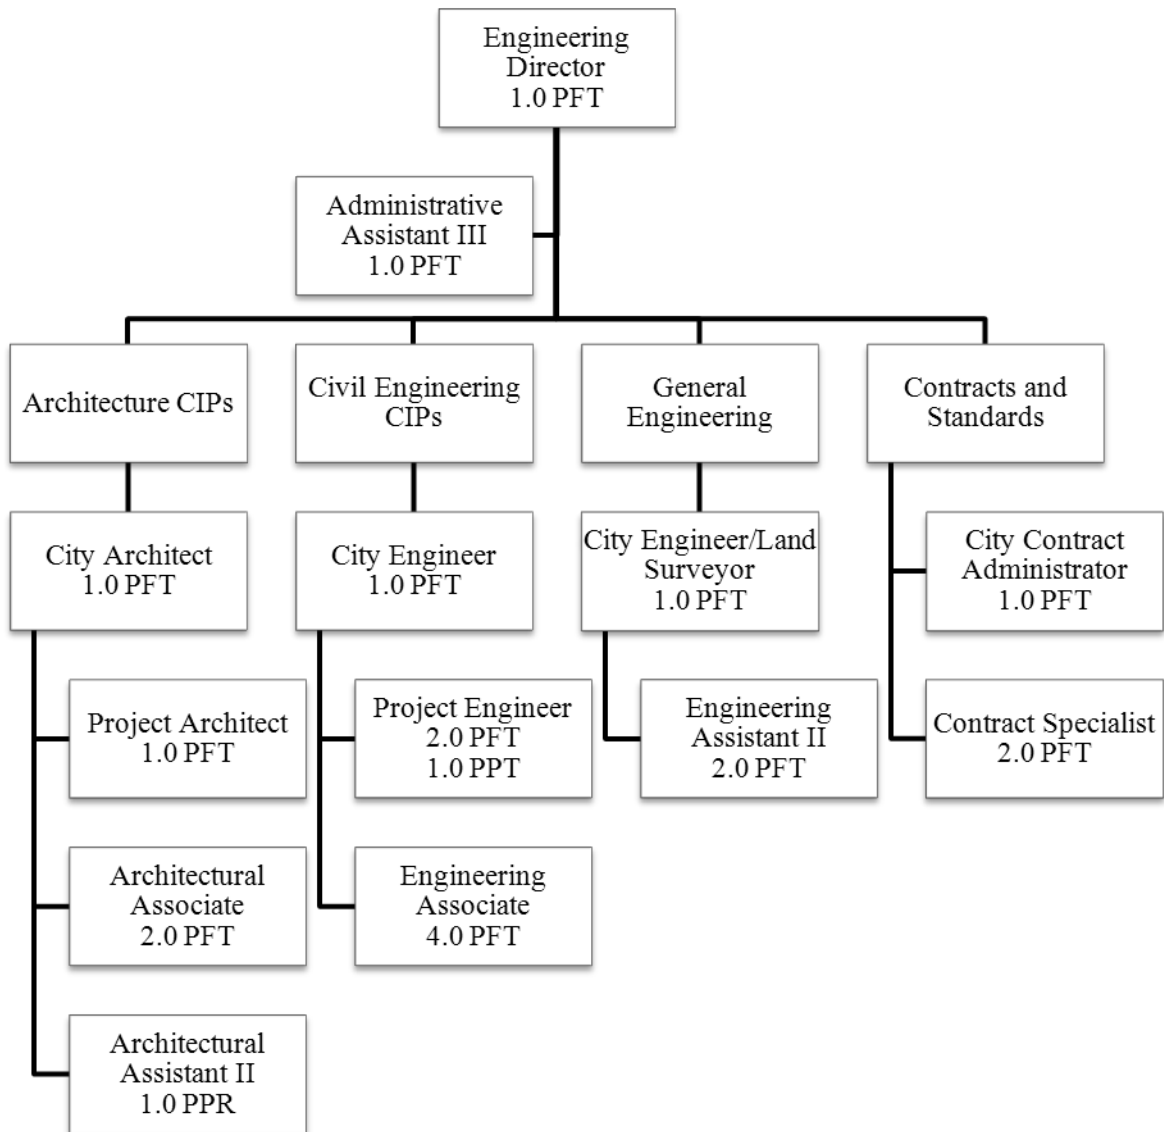 Engineering
Director
1.0 PFT
Administrative
Assistant III
1.0 PFT
Architecture CIPs
Civil Engineering
CIPs
General
Engineering
Contracts and
Standards
City Architect
1.0 PFT
City Engineer
1.0 PFT
City Engineer/Land
Surveyor
1.0 PFT
City Contract
Administrator
1.0 PFT
Project Architect
1.0 PFT
Project Engineer
2.0 PFT
1.0 PPT
Engineering
Assistant II
2.0 PFT
Contract Specialist
2.0 PFT
Architectural
Associate
2.0 PFT
Engineering
Associate
4.0 PFT
Architectural
Assistant II
1.0 PPR